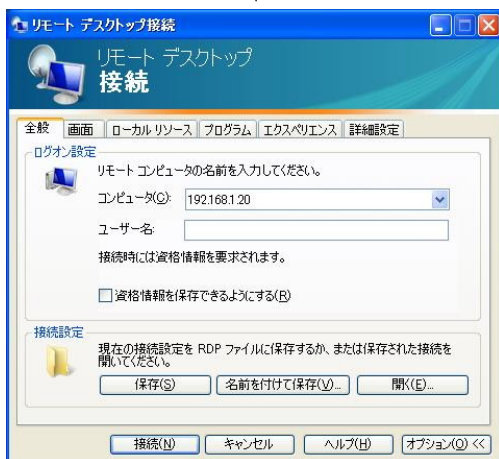 リモート デスクトップ接続
リモート デスクトップ
接続
全般 画面 ローカル リソース プログラム エクスペリエンス 詳細設定
ログオン設定
リモート コンピュータの名前を入力してください。
コンピュータ(C): 192.168.1.20
ユーザー名:
接続時には資格情報を要求されます。
資格情報を保存できるようにする(R)
接続設定
現在の接続設定を RDP ファイルに保存するか、または保存された接続を
開いてください。
保存(S) 名前を付けて保存(V)... 開く(E)...
接続(N) キャンセル ヘルプ(H) オプション(O) <<